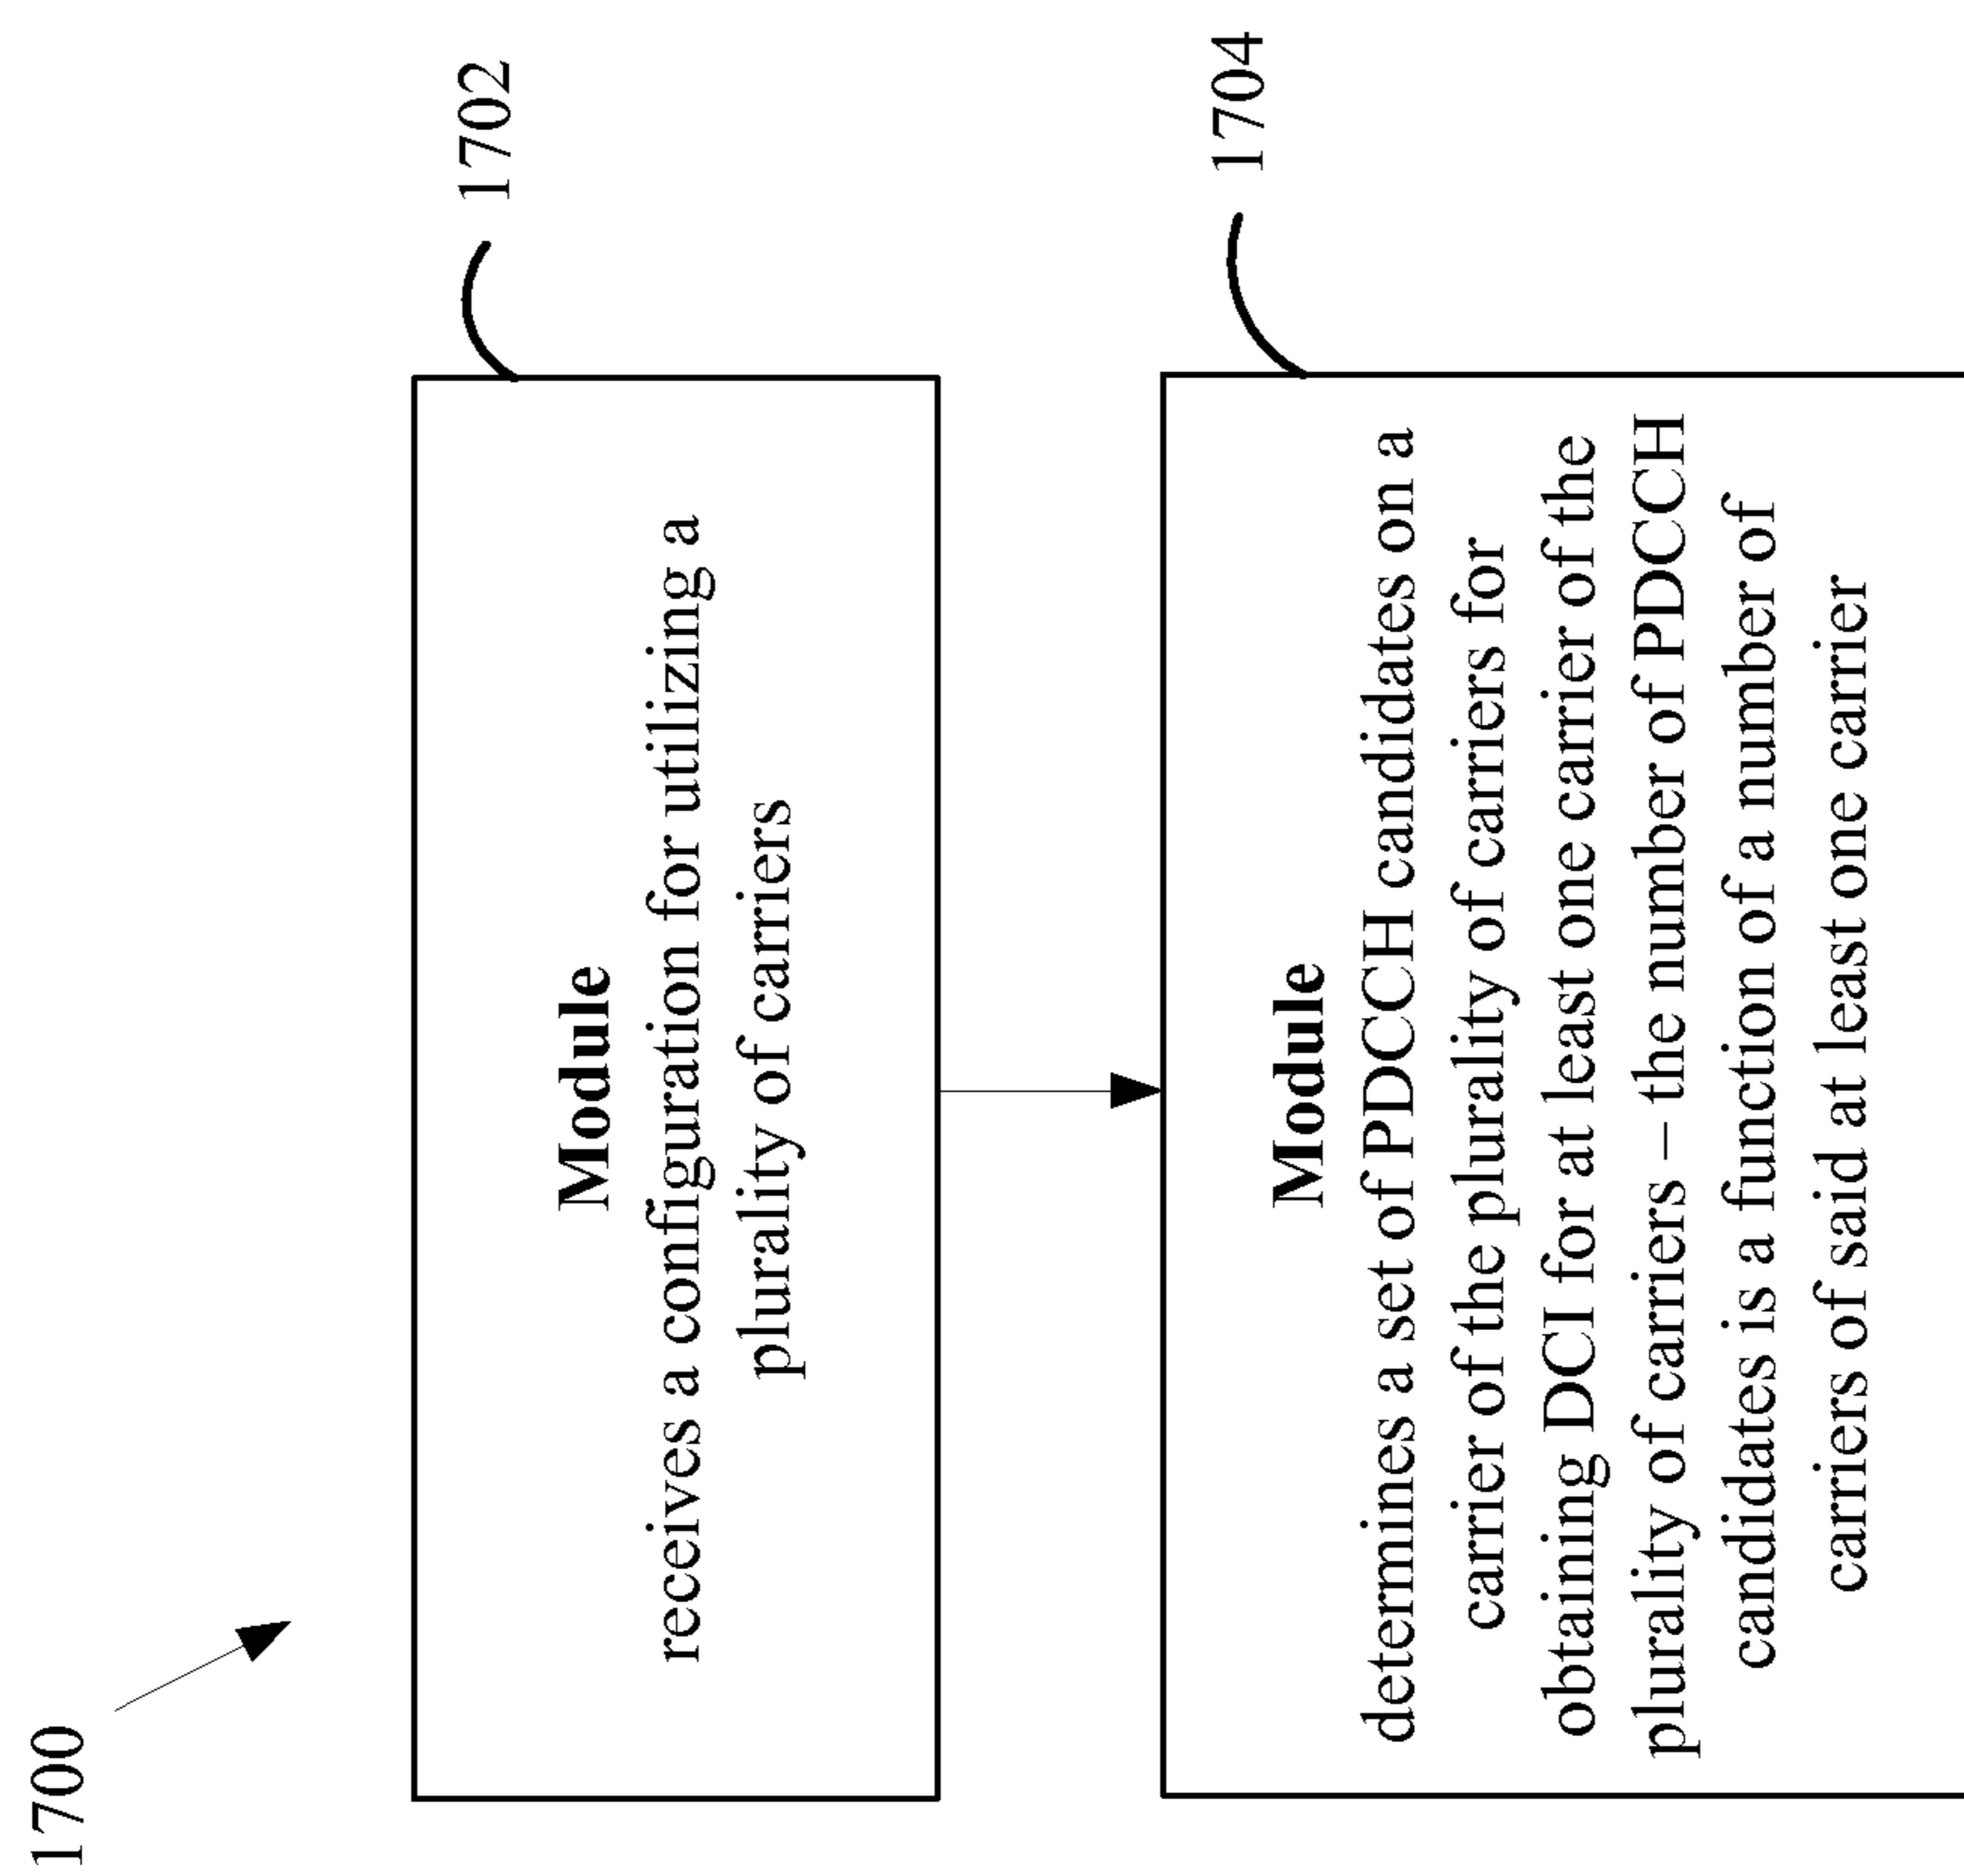 1700
1702
Module
receives a configuration for utilizing a
plurality of carriers
1704
Module
determines a set of PDCCH candidates on a
carrier of the plurality of carriers for
obtaining DCI for at least one carrier of the
plurality of carriers – the number of PDCCH
candidates is a function of a number of
carriers of said at least one carrier